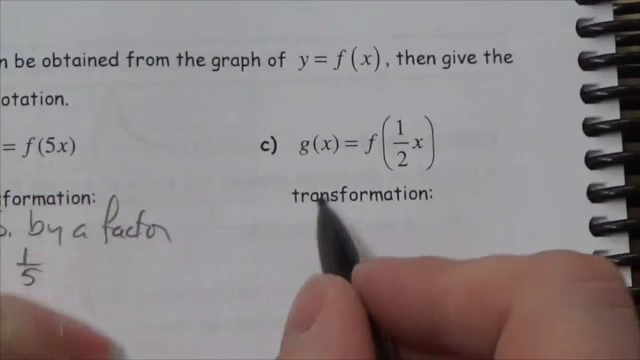 n be obtained from the graph of y = f(x), then give the
otation.
= f(5x)
c) g(x) = f(1/2 x)
formation:
transformation:
. by a factor
1/5